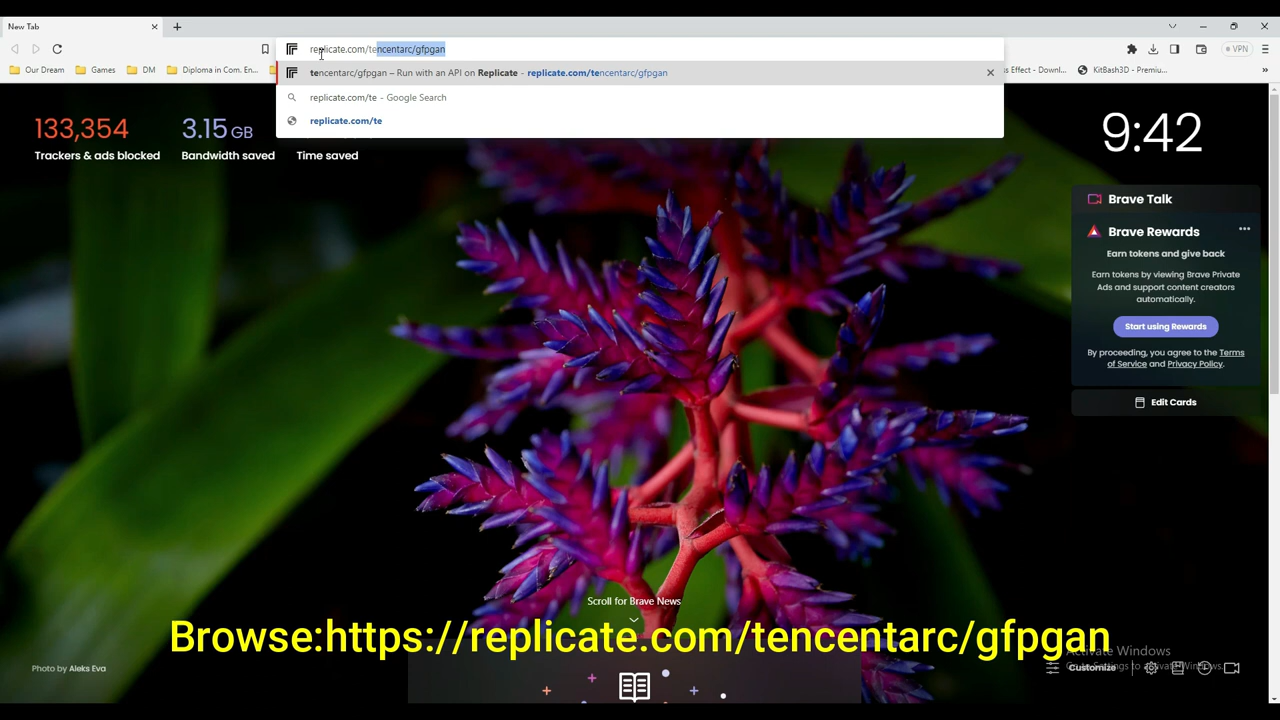 New Tab
replicate.com/tencentarc/gfpgan
VPN
Our Dream
Games
DM
Diploma in Com. En...
ss Effect - Downl...
KitBash3D - Premiu...
tencentarc/gfpgan – Run with an API on Replicate - replicate.com/tencentarc/gfpgan
replicate.com/te - Google Search
replicate.com/te
133,354
Trackers & ads blocked
3.15 GB
Bandwidth saved
Time saved
9:42
Brave Talk
Brave Rewards
Earn tokens and give back
Earn tokens by viewing Brave Private
Ads and support content creators
automatically.
Start using Rewards
By proceeding, you agree to the Terms
of Service and Privacy Policy.
Edit Cards
Scroll for Brave News
Browse:https://replicate.com/tencentarc/gfpgan
Activate Windows
Photo by Aleks Eva
Customize